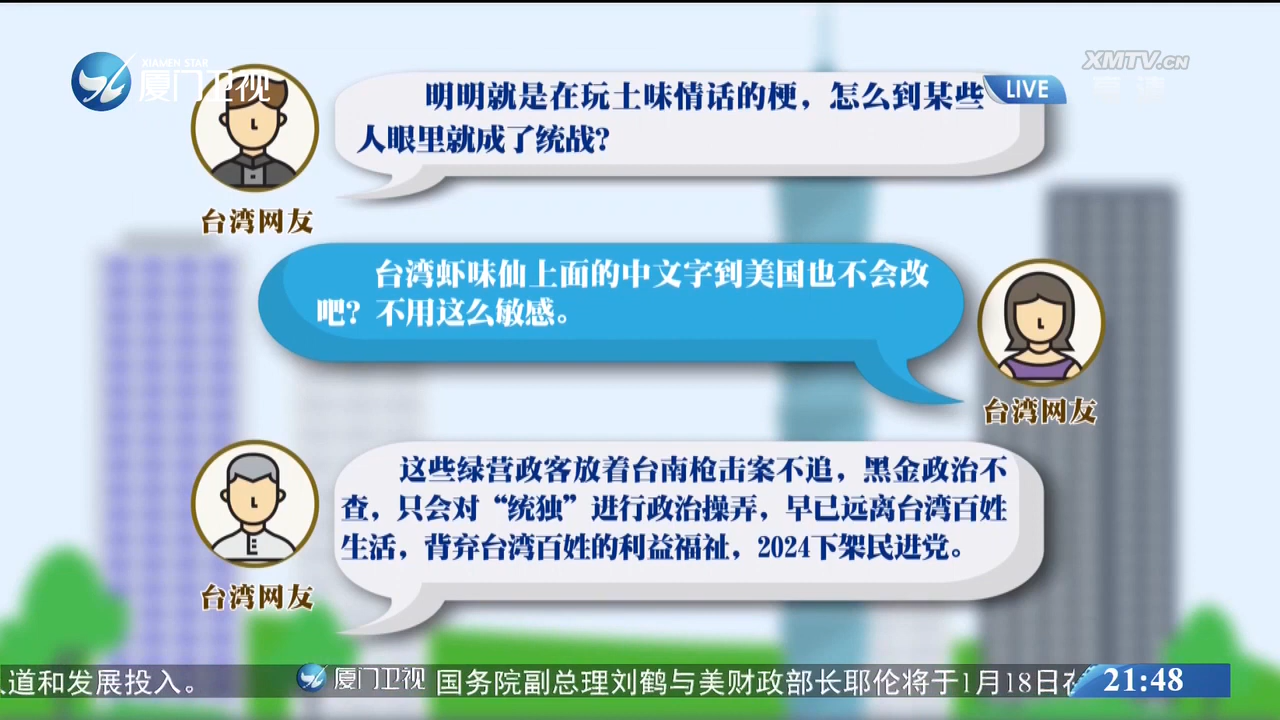 XIAMEN STAR
厦门卫视
XMTV.CN
高清
LIVE
明明就是在玩土味情话的梗，怎么到某些
人眼里就成了统战？
台湾网友
台湾虾味仙上面的中文字到美国也不会改
吧？不用这么敏感。
台湾网友
这些绿营政客放着台南枪击案不追，黑金政治不
查，只会对“统独”进行政治操弄，早已远离台湾百姓
生活，背弃台湾百姓的利益福祉，2024下架民进党。
台湾网友
道和发展投入。
厦门卫视
国务院副总理刘鹤与美财政部长耶伦将于1月18日在
21:48